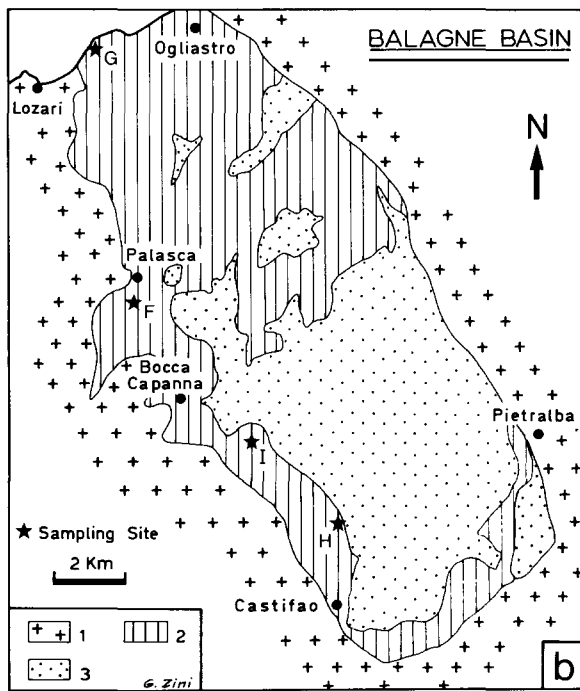 BALAGNE BASIN
Ogliastro
G
Lozari
N
Palasca
F
Bocca
Capanna
Pietralba
I
Sampling Site
H
2 Km
Castifao
1
2
3
G. Zini
b